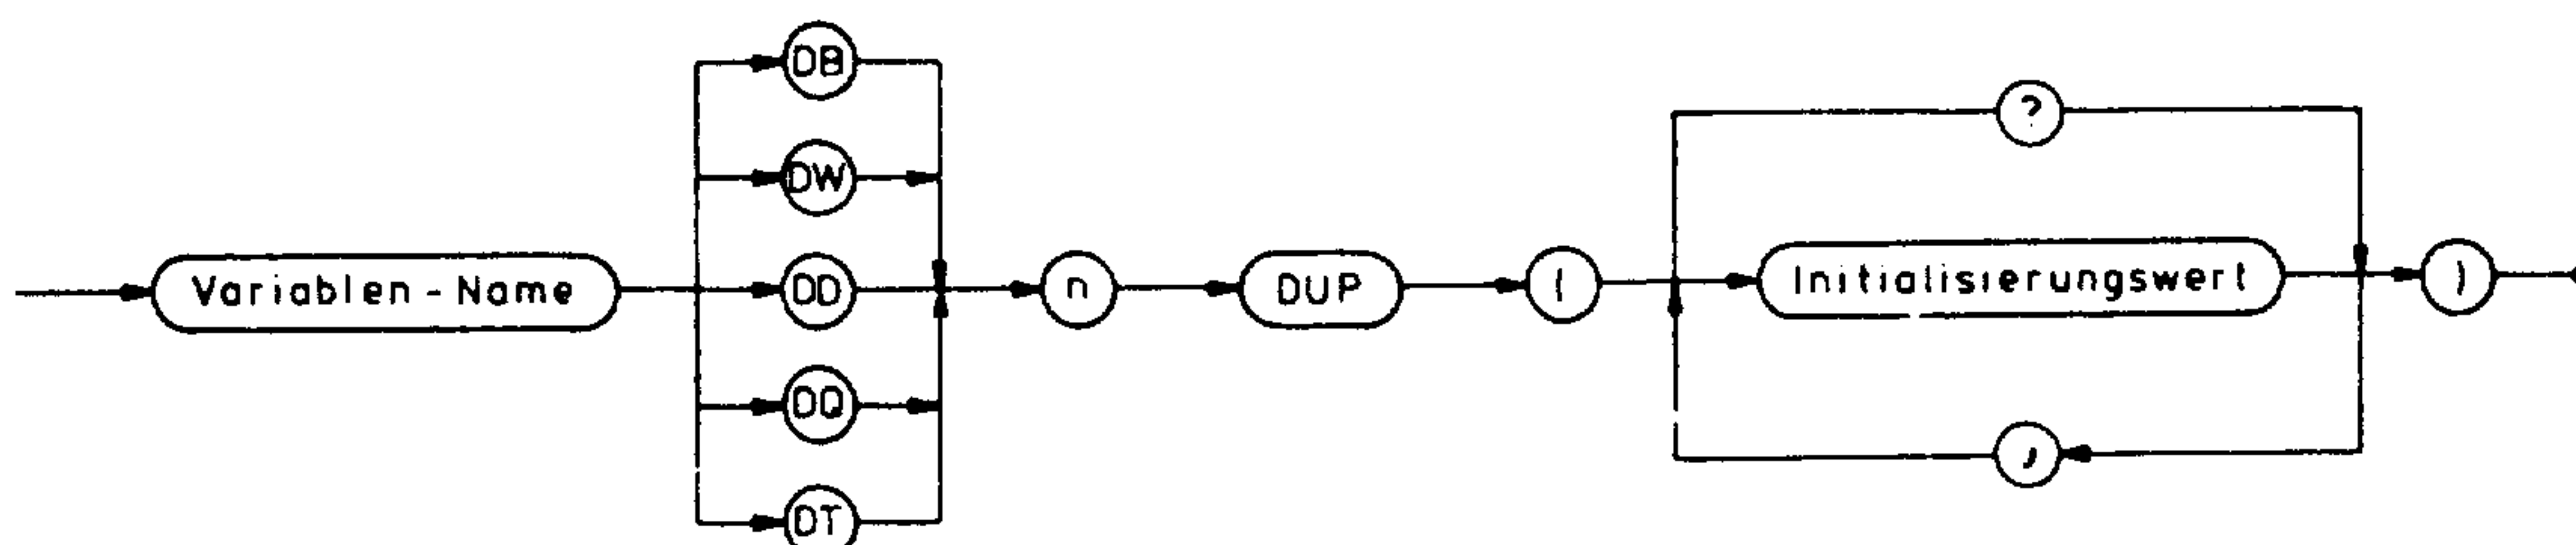 DB
?
DW
Variablen-Name
DD
n
DUP
(
Initialisierungswert
)
DQ
,
DT